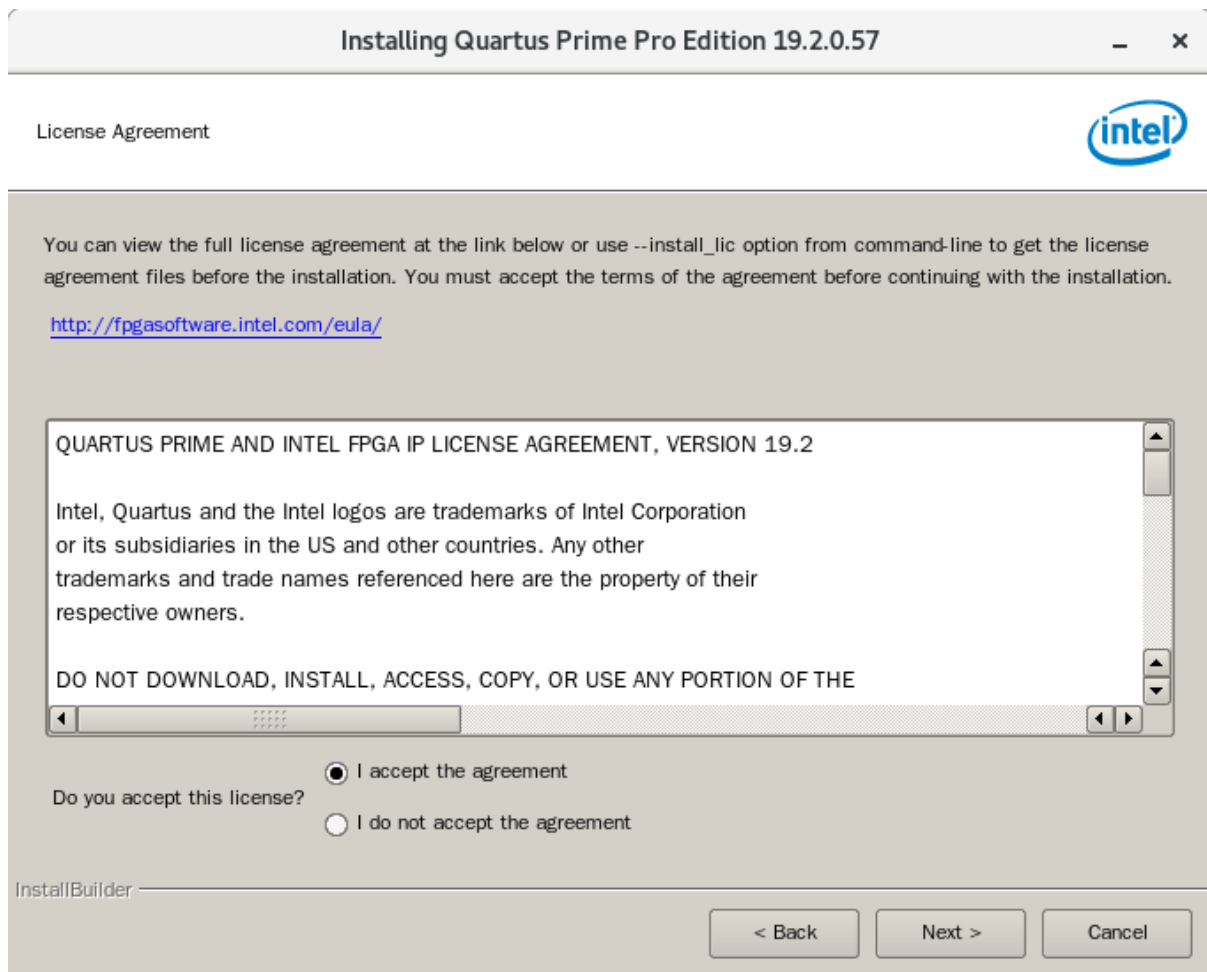 Installing Quartus Prime Pro Edition 19.2.0.57
License Agreement
intel
You can view the full license agreement at the link below or use --install_lic option from command-line to get the license
agreement files before the installation. You must accept the terms of the agreement before continuing with the installation.
http://fpgasoftware.intel.com/eula/
QUARTUS PRIME AND INTEL FPGA IP LICENSE AGREEMENT, VERSION 19.2
Intel, Quartus and the Intel logos are trademarks of Intel Corporation
or its subsidiaries in the US and other countries. Any other
trademarks and trade names referenced here are the property of their
respective owners.
DO NOT DOWNLOAD, INSTALL, ACCESS, COPY, OR USE ANY PORTION OF THE
I accept the agreement
Do you accept this license?
I do not accept the agreement
InstallBuilder
< Back
Next >
Cancel